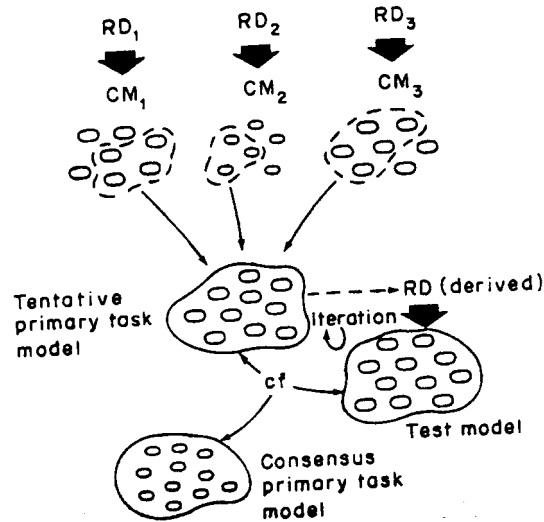 RD₁ RD₂ RD₃
CM₁ CM₂ CM₃
Tentative
primary task
model
RD (derived)
Iteration
cf
Test model
Consensus
primary task
model